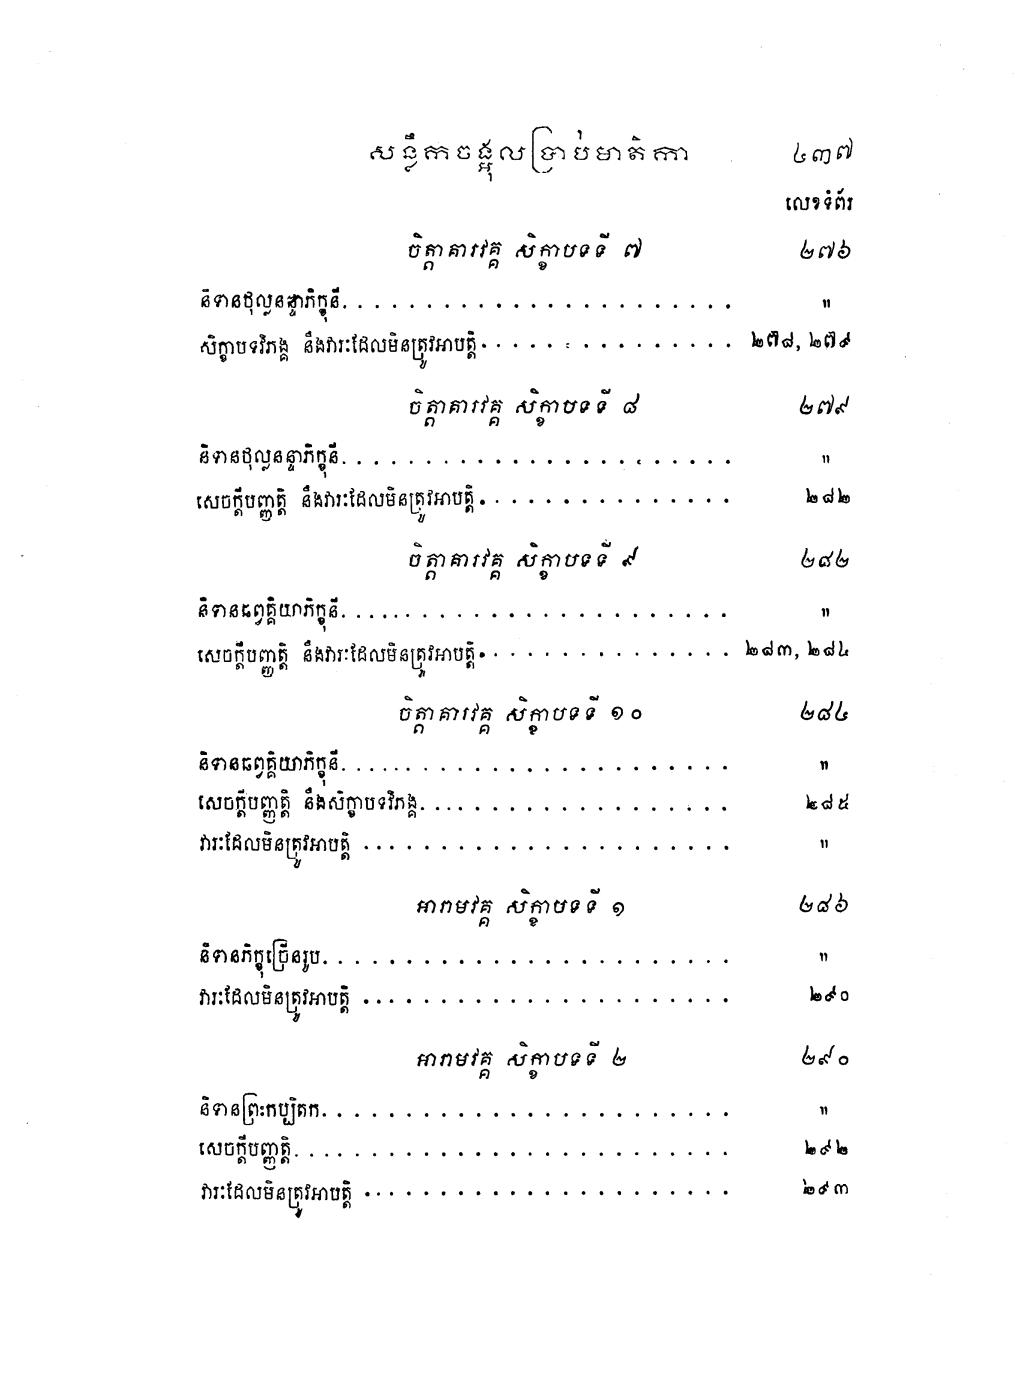 សន្លឹកចង្អុលប្រាប់មាតិកា ៤៣៧
លេខទំព័រ
ចិត្តាគារវគ្គ សិក្ខាបទទី ៧ ២៧៦
និទានថុល្លនន្ទាភិក្ខុនី. . . . . . . . . . . . . . . . . . . . . . . . "
សិក្ខាបទវិភង្គ នឹងវារៈដែលមិនត្រូវអាបត្តិ. . . . . . . . . . . . . . . ២៧៨, ២៧៩
ចិត្តាគារវគ្គ សិក្ខាបទទី ៨ ២៧៩
និទានថុល្លនន្ទាភិក្ខុនី. . . . . . . . . . . . . . . . . . . . . . . . "
សេចក្តីបញ្ញត្តិ នឹងវារៈដែលមិនត្រូវអាបត្តិ. . . . . . . . . . . . . . . ២៨២
ចិត្តាគារវគ្គ សិក្ខាបទទី ៩ ២៨២
និទានឆព្វគ្គិយាភិក្ខុនី. . . . . . . . . . . . . . . . . . . . . . . . "
សេចក្តីបញ្ញត្តិ នឹងវារៈដែលមិនត្រូវអាបត្តិ. . . . . . . . . . . . . . . ២៨៣, ២៨៤
ចិត្តាគារវគ្គ សិក្ខាបទទី ១០ ២៨៤
និទានឆព្វគ្គិយាភិក្ខុនី. . . . . . . . . . . . . . . . . . . . . . . . "
សេចក្តីបញ្ញត្តិ នឹងសិក្ខាបទវិភង្គ. . . . . . . . . . . . . . . . . . . ២៨៥
វារៈដែលមិនត្រូវអាបត្តិ . . . . . . . . . . . . . . . . . . . . . . . "
អារាមវគ្គ សិក្ខាបទទី ១ ២៨៦
និទានភិក្ខុច្រើនរូប. . . . . . . . . . . . . . . . . . . . . . . . . "
វារៈដែលមិនត្រូវអាបត្តិ . . . . . . . . . . . . . . . . . . . . . . . ២៩០
អារាមវគ្គ សិក្ខាបទទី ២ ២៩០
និទានព្រះកប្បិតក. . . . . . . . . . . . . . . . . . . . . . . . . "
សេចក្តីបញ្ញត្តិ. . . . . . . . . . . . . . . . . . . . . . . . . . . ២៩២
វារៈដែលមិនត្រូវអាបត្តិ . . . . . . . . . . . . . . . . . . . . . . . ២៩៣